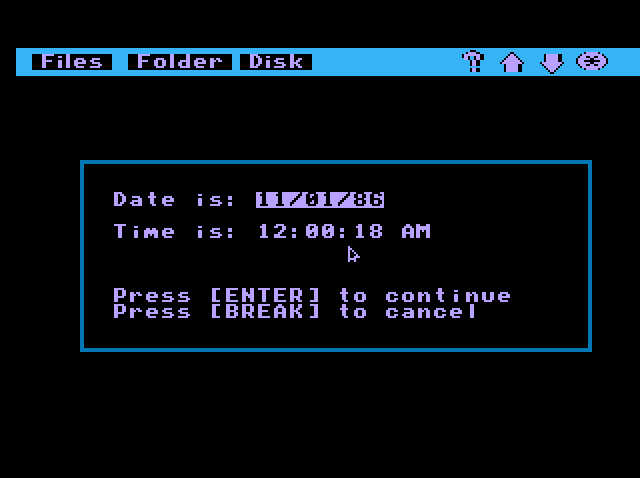 Files Folder Disk ?
Date is: 11/01/86
Time is: 12:00:18 AM
Press [ENTER] to continue
Press [BREAK] to cancel